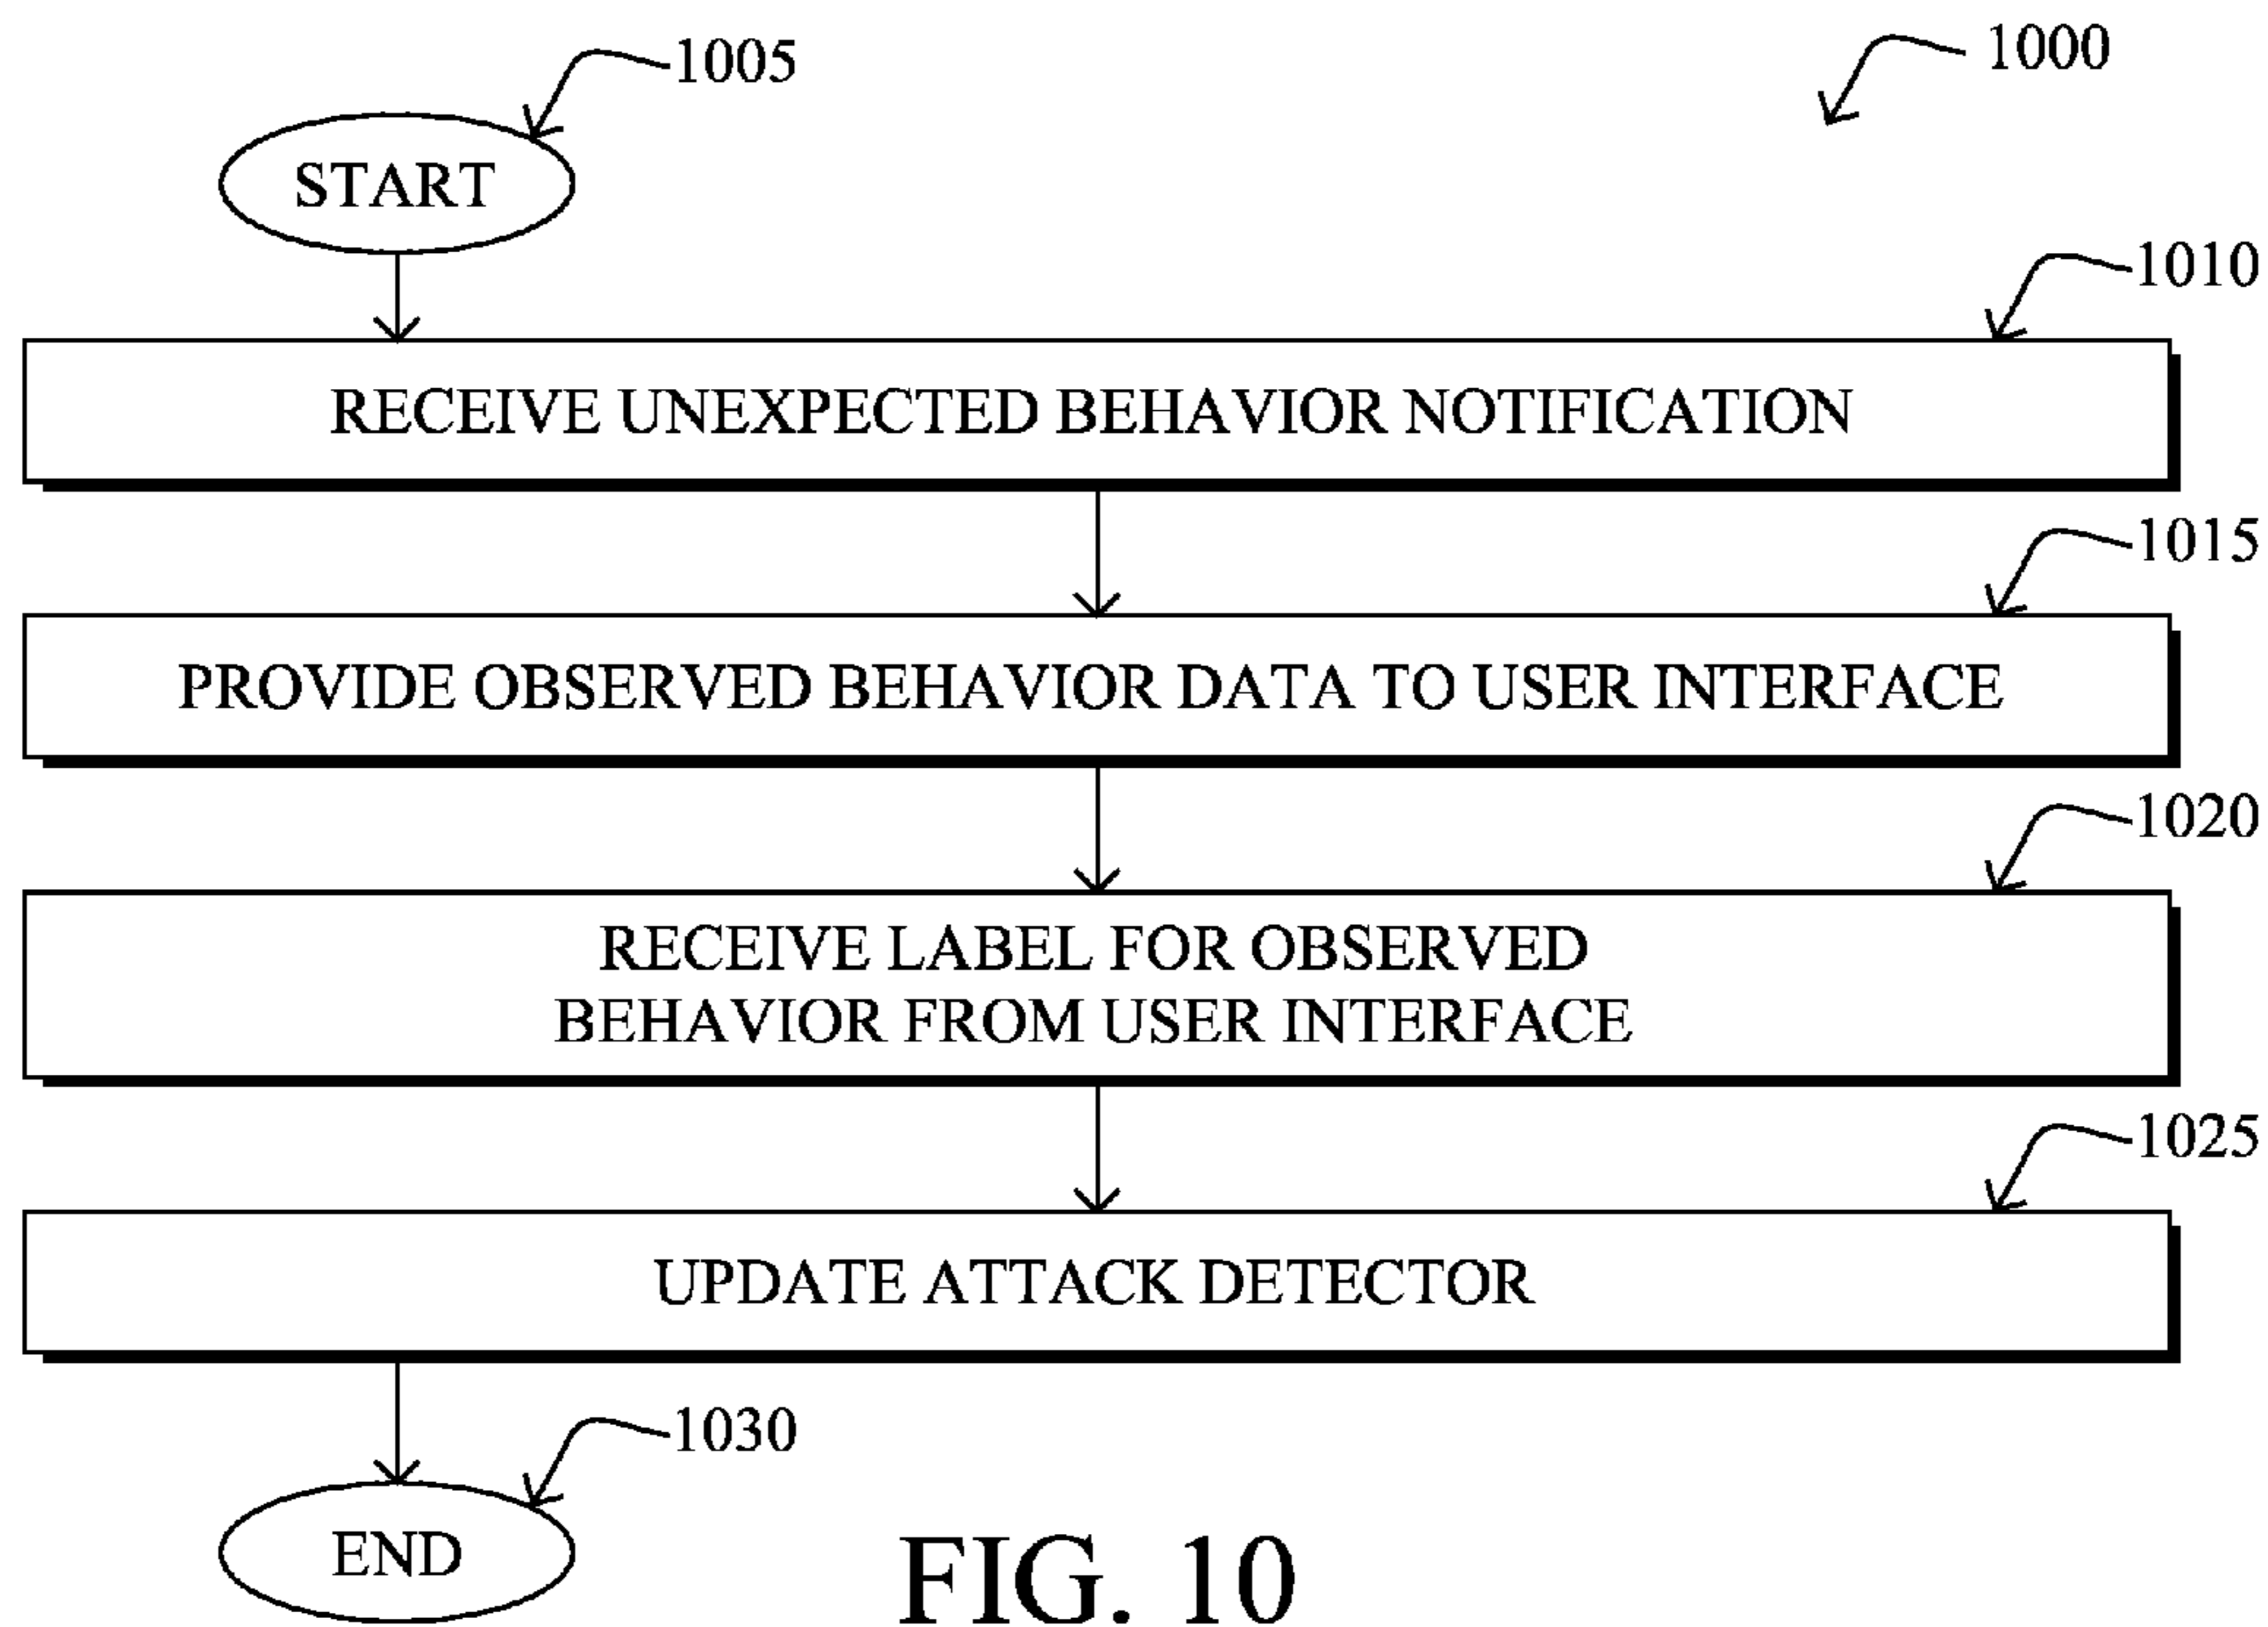 1005
1000
START
1010
RECEIVE UNEXPECTED BEHAVIOR NOTIFICATION
1015
PROVIDE OBSERVED BEHAVIOR DATA TO USER INTERFACE
1020
RECEIVE LABEL FOR OBSERVED
BEHAVIOR FROM USER INTERFACE
1025
UPDATE ATTACK DETECTOR
1030
END
FIG. 10